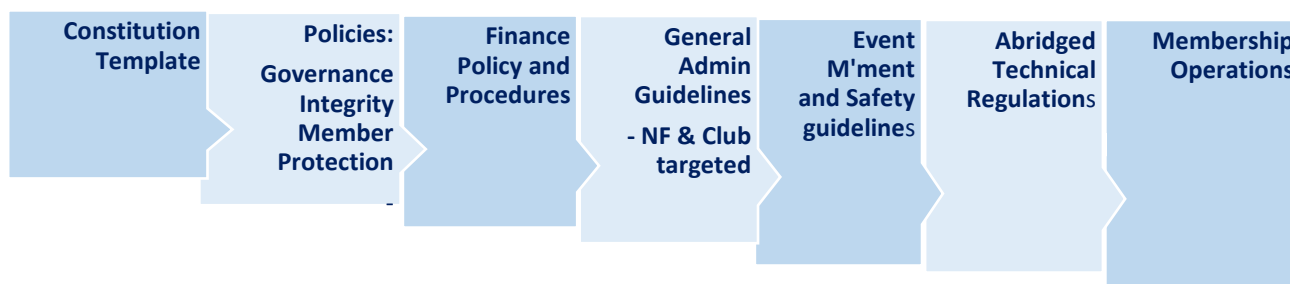 Constitution
Template
Policies:
Governance
Integrity
Member
Protection
-
Finance
Policy and
Procedures
General
Admin
Guidelines
- NF & Club
targeted
Event
M'ment
and Safety
guidelines
Abridged
Technical
Regulations
Membership
Operations